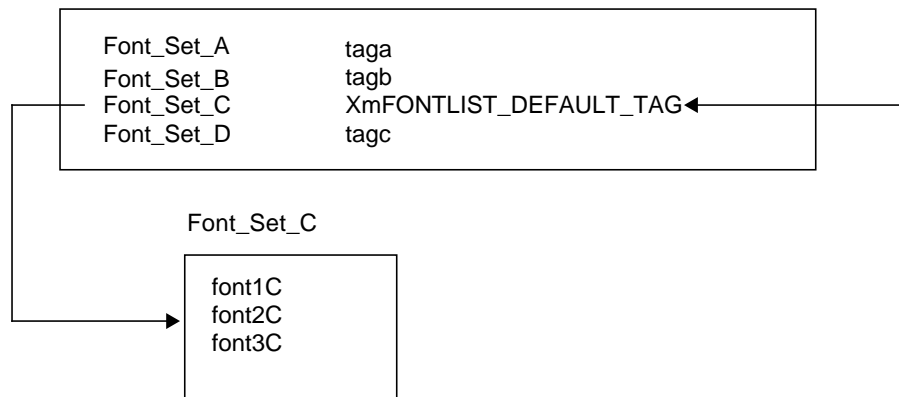 Font_Set_A taga
Font_Set_B tagb
Font_Set_C XmFONTLIST_DEFAULT_TAG
Font_Set_D tagc
Font_Set_C
font1C
font2C
font3C